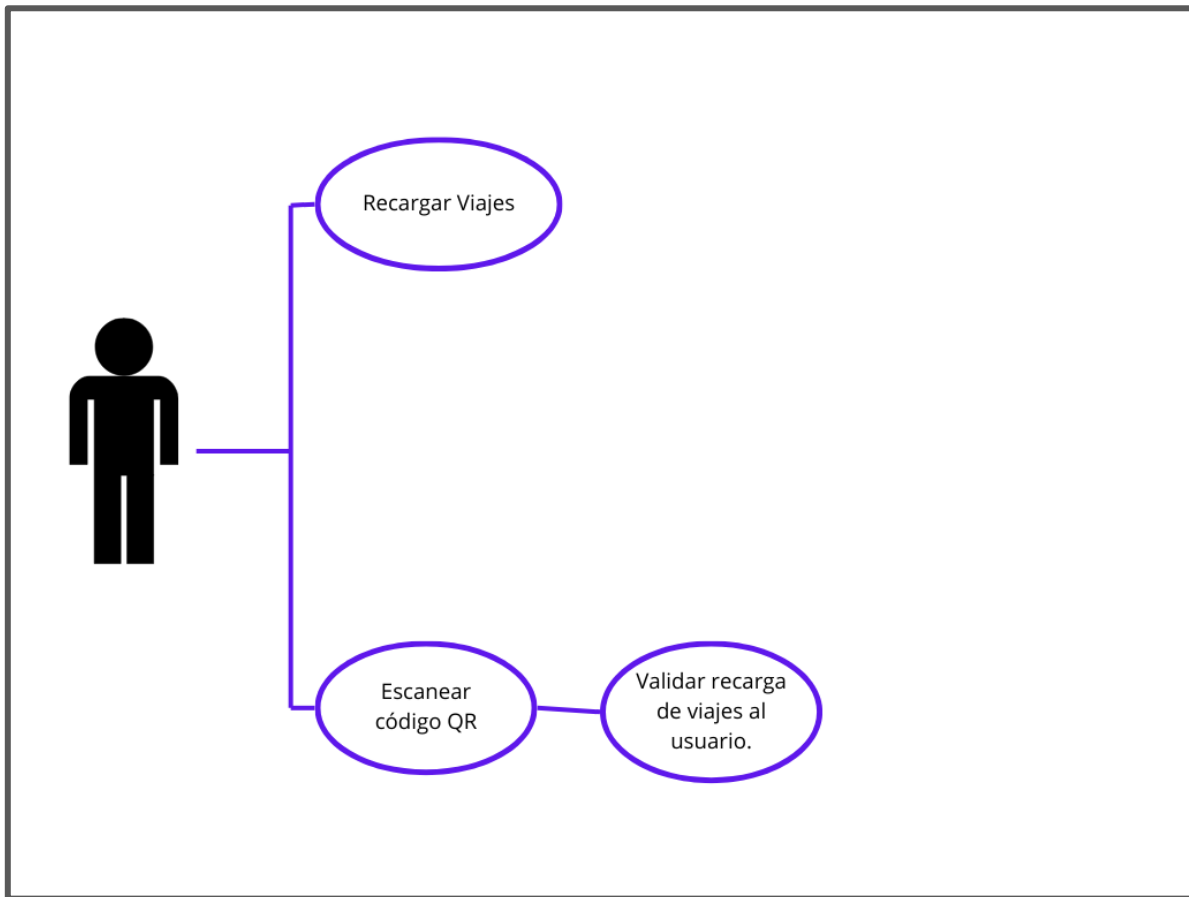 Recargar Viajes
Escanear
código QR
Validar recarga
de viajes al
usuario.